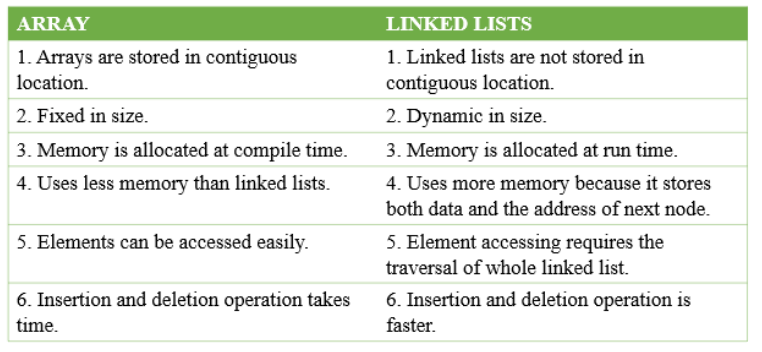 ARRAY LINKED LISTS
1. Arrays are stored in contiguous
location.
1. Linked lists are not stored in
contiguous location.
2. Fixed in size.
2. Dynamic in size.
3. Memory is allocated at compile time.
3. Memory is allocated at run time.
4. Uses less memory than linked lists.
4. Uses more memory because it stores
both data and the address of next node.
5. Elements can be accessed easily.
5. Element accessing requires the
traversal of whole linked list.
6. Insertion and deletion operation takes
time.
6. Insertion and deletion operation is
faster.